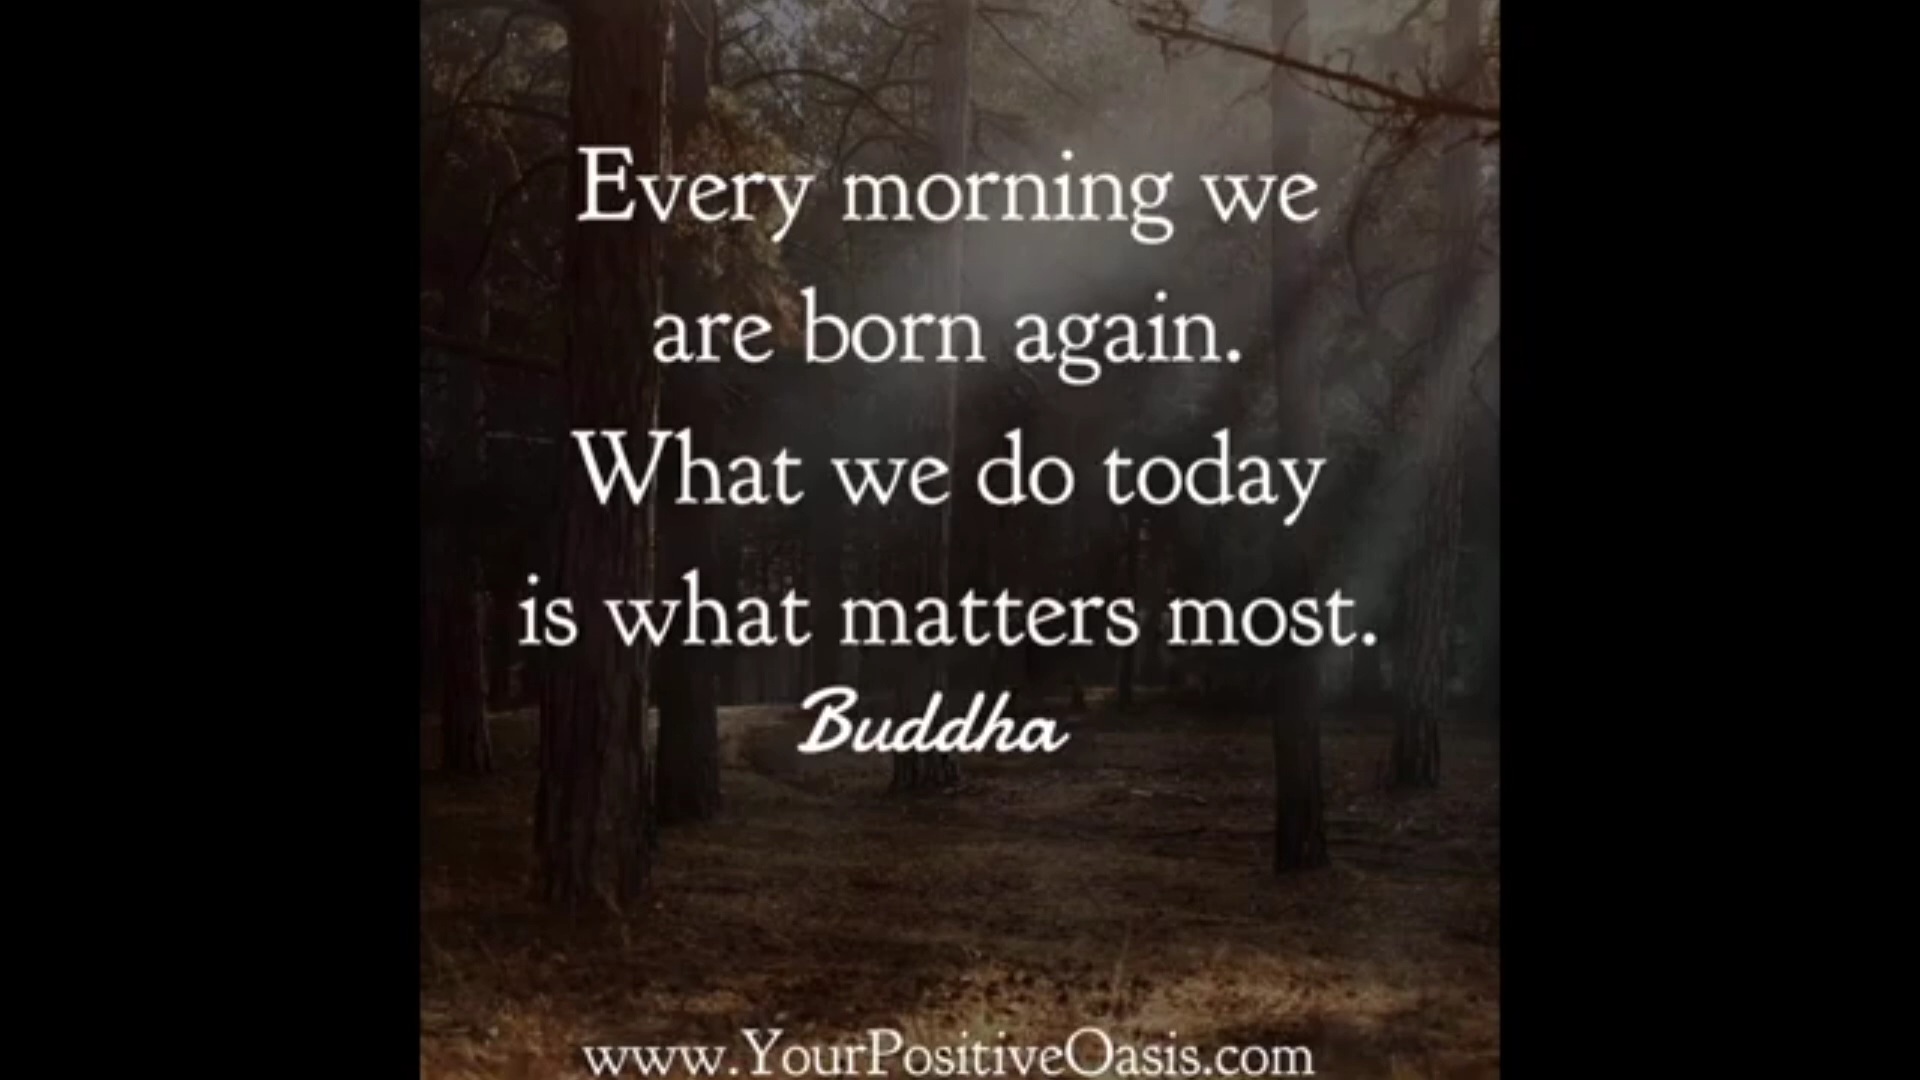 Every morning we
are born again.
What we do today
is what matters most.
Buddha
www.YourPositiveOasis.com